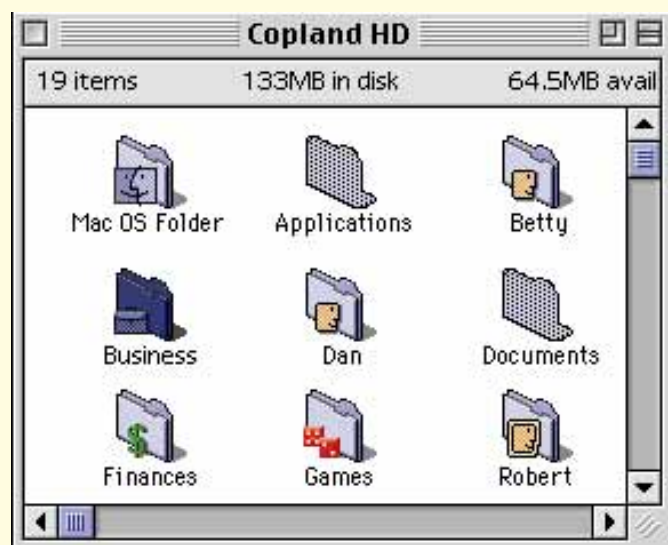 Copland HD
19 items 133MB in disk 64.5MB avail
Mac OS Folder Applications Betty
Business Dan Documents
Finances Games Robert